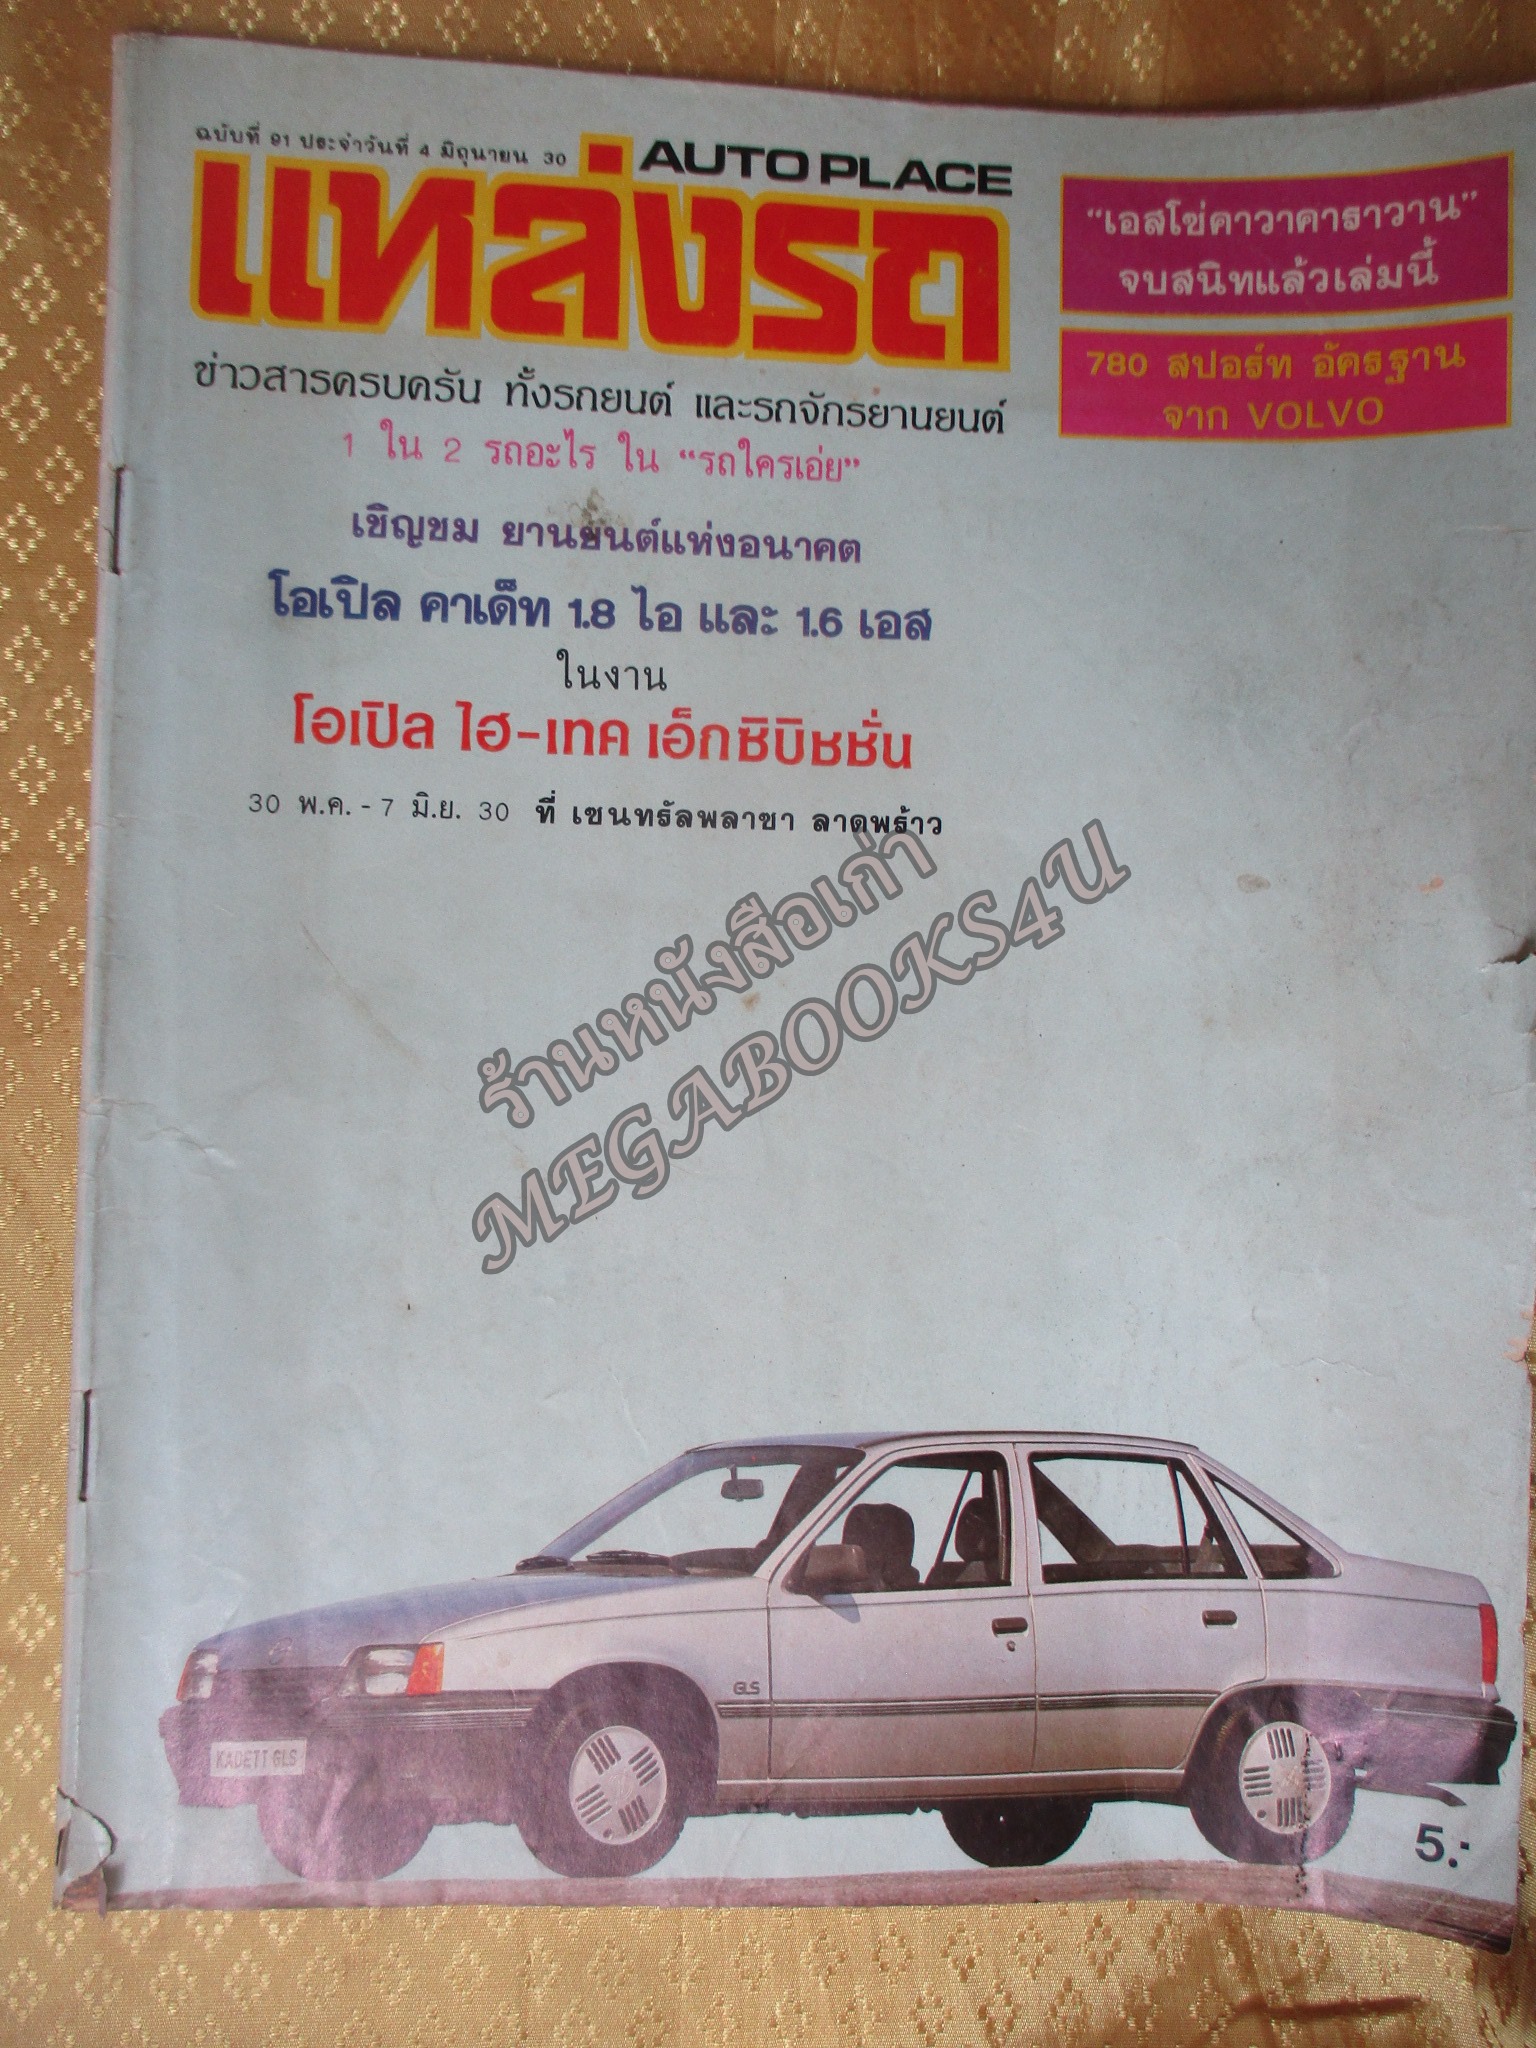 ฉบับที่ 91 ประจำวันที่ 4 มิถุนายน 30
AUTO PLACE
แหล่งรถ
ข่าวสารครบครัน ทั้งรถยนต์ และรถจักรยานยนต์
"เอสโซ่คาวาคาราวาน"
จบสนิทแล้วเล่มนี้
780 สปอร์ท อัครฐาน
จาก VOLVO
1 ใน 2 รถอะไร ใน "รถใครเอ่ย"
เชิญชม ยานยนต์แห่งอนาคต
โอเปิล คาเด็ท 1.8 ไอ และ 1.6 เอส
ในงาน
โอเปิล ไฮ-เทค เอ็กซิบิชชั่น
30 พ.ค. - 7 มิ.ย. 30 ที่ เซนทรัลพลาซา ลาดพร้าว
ร้านหนังสือเก่า
MEGABOOKS4U
GLS
KADETT GLS
5.-